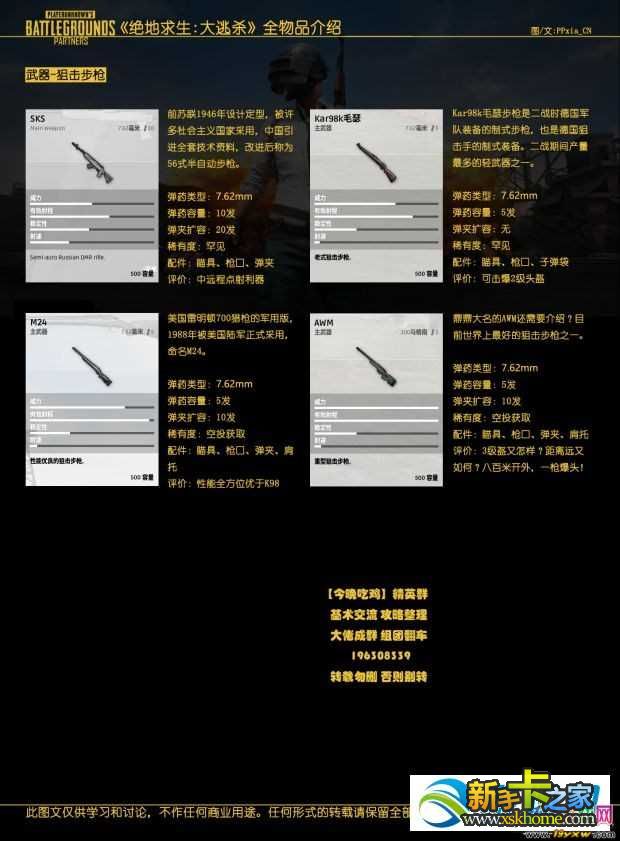 PLAYERUNKNOWN'S
BATTLEGROUNDS
PARTNERS
《绝地求生:大逃杀》全物品介绍
图/文:PPxia_CN
武器-狙击步枪
SKS
Main weapon
威力
有效射程
稳定性
射速
Semi-auto Russian DMR rifle.
500 容量
前苏联1946年设计定型，被许
多社会主义国家采用，中国引
进全套技术资料，改进后称为
56式半自动步枪。
弹药类型：7.62mm
弹药容量：10发
弹夹扩容：20发
稀有度：罕见
配件：瞄具、枪口、弹夹
评价：中远程点射利器
Kar98k毛瑟
主武器
7.62毫米
威力
有效射程
稳定性
射速
老式狙击步枪。
500 容量
Kar98k毛瑟步枪是二战时德国军
队装备的制式步枪，也是德国狙
击手的制式装备。二战期间产量
最多的轻武器之一。
弹药类型：7.62mm
弹药容量：5发
弹夹扩容：无
稀有度：罕见
配件：瞄具、枪口、子弹袋
评价：可击爆2级头盔
M24
主武器
7.62毫米
威力
有效射程
稳定性
射速
性能优良的狙击步枪。
500 容量
美国雷明顿700猎枪的军用版，
1988年被美国陆军正式采用，
命名M24。
弹药类型：7.62mm
弹药容量：5发
弹夹扩容：10发
稀有度：空投获取
配件：瞄具、枪口、弹夹、肩
托
评价：性能全方位优于K98
AWM
主武器
.300马格南
威力
有效射程
稳定性
射速
重型狙击步枪。
500 容量
鼎鼎大名的AWM还需要介绍？目
前世界上最好的狙击步枪之一。
弹药类型：7.62mm
弹药容量：5发
弹夹扩容：10发
稀有度：空投获取
配件：瞄具、枪口、弹夹、肩托
评价：3级盔又怎样？距离远又
如何？八百米开外，一枪爆头！
【今晚吃鸡】精英群
基术交流 攻略整理
大佬成群 组团翻车
196308339
转载勿删 否则别转
此图文仅供学习和讨论，不作任何商业用途。任何形式的转载请保留全部
新手卡之家
www.xskhome.com
网
www.19yxw.com